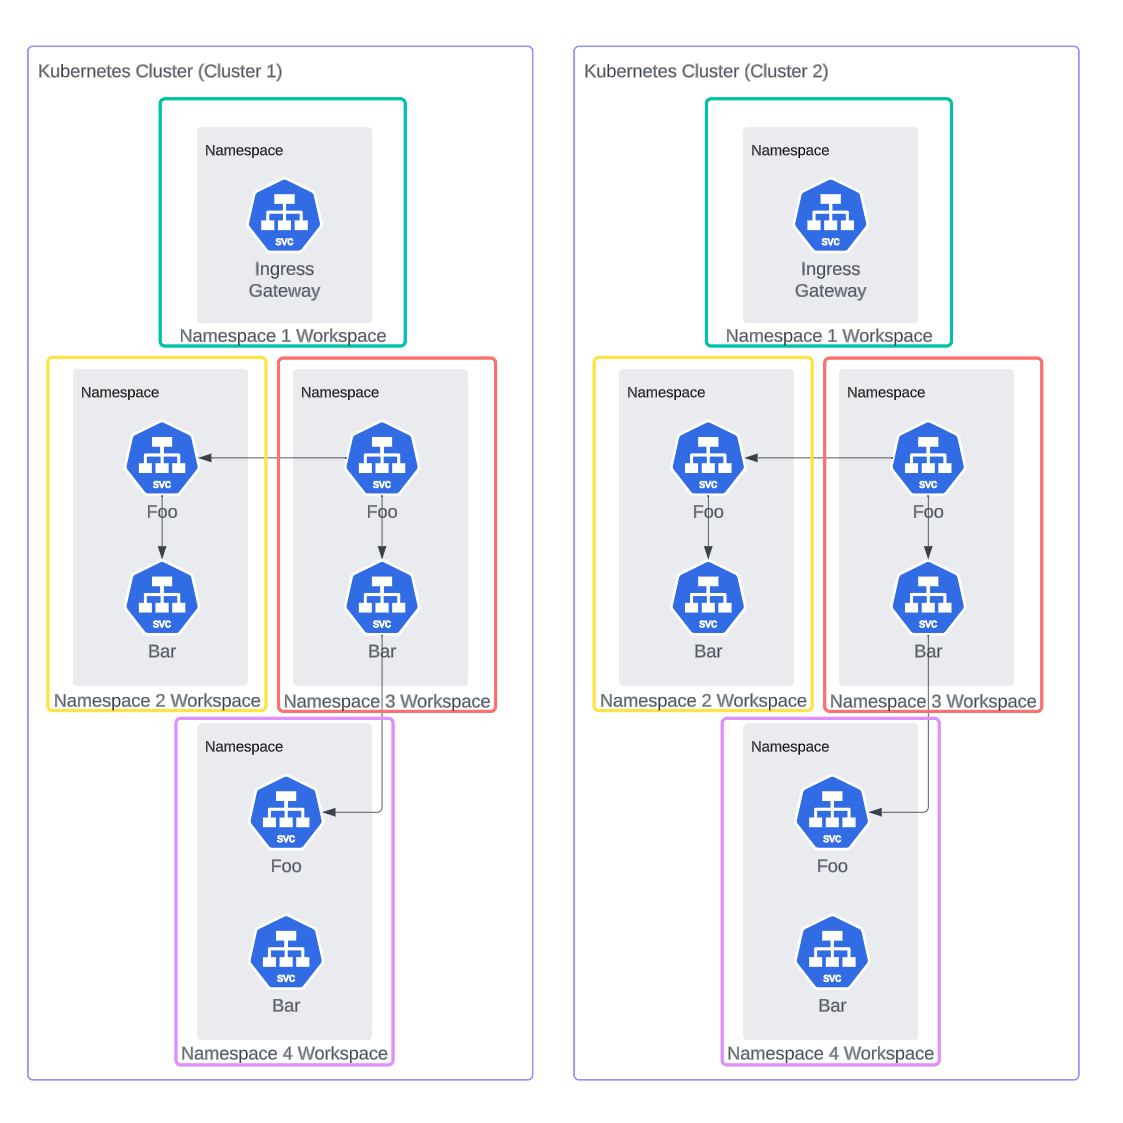 Kubernetes Cluster (Cluster 1)
Namespace
SVC
Ingress
Gateway
Namespace 1 Workspace
Namespace
SVC
Foo
SVC
Bar
Namespace 2 Workspace
Namespace
SVC
Foo
SVC
Bar
Namespace 3 Workspace
Namespace
SVC
Foo
SVC
Bar
Namespace 4 Workspace
Kubernetes Cluster (Cluster 2)
Namespace
SVC
Ingress
Gateway
Namespace 1 Workspace
Namespace
SVC
Foo
SVC
Bar
Namespace 2 Workspace
Namespace
SVC
Foo
SVC
Bar
Namespace 3 Workspace
Namespace
SVC
Foo
SVC
Bar
Namespace 4 Workspace